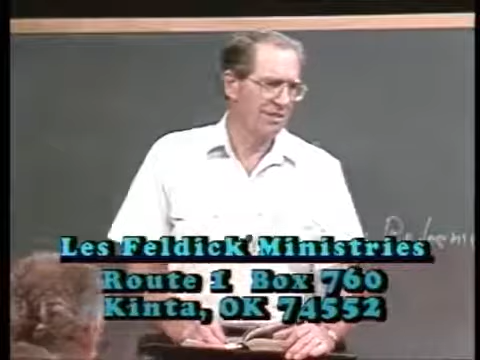 Les Feldick Ministries
Route 1 Box 760
Kinta, OK 74552